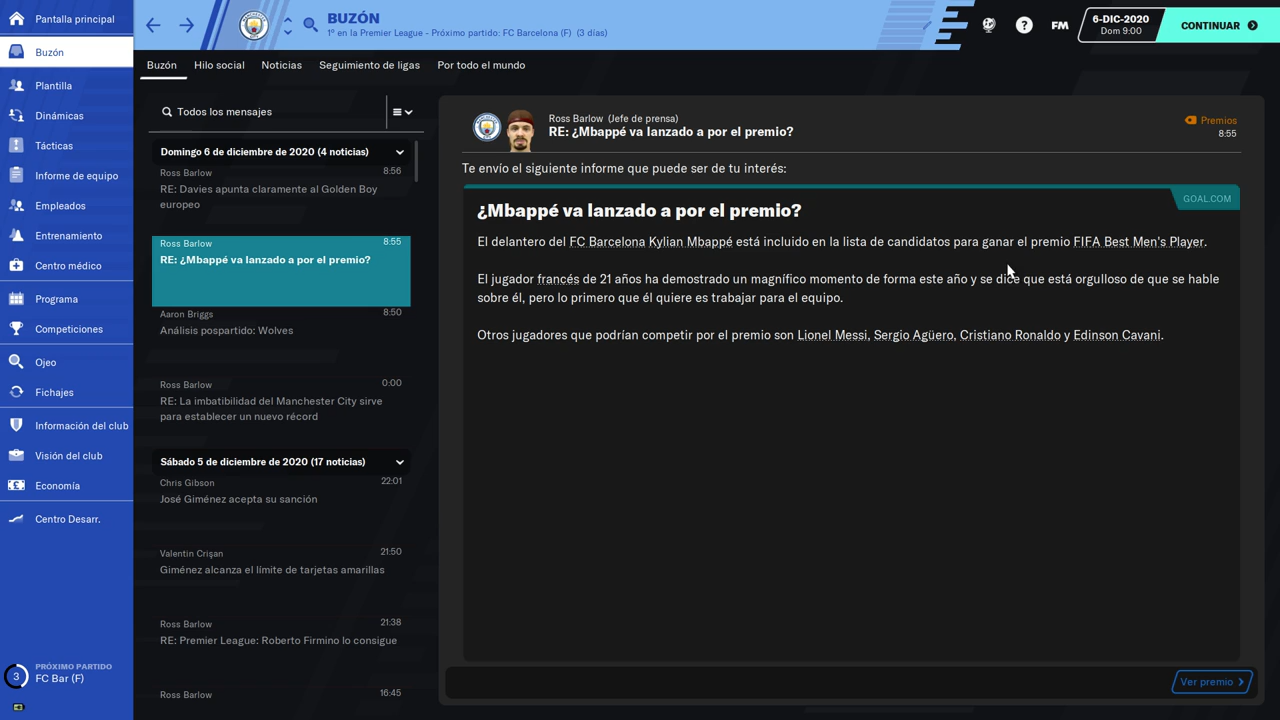 Pantalla principal
Buzón
Plantilla
Dinámicas
Tácticas
Informe de equipo
Empleados
Entrenamiento
Centro médico
Programa
Competiciones
Ojeo
Fichajes
Información del club
Visión del club
Economía
Centro Desarr.
PRÓXIMO PARTIDO
3
FC Bar (F)
BUZÓN
1º en la Premier League - Próximo partido: FC Barcelona (F) (3 días)
?
FM
6-DIC-2020
Dom 9:00
CONTINUAR
Buzón
Hilo social
Noticias
Seguimiento de ligas
Por todo el mundo
Todos los mensajes
Domingo 6 de diciembre de 2020 (4 noticias)
Ross Barlow 8:56
RE: Davies apunta claramente al Golden Boy
europeo
Ross Barlow 8:55
RE: ¿Mbappé va lanzado a por el premio?
Aaron Briggs 8:50
Análisis pospartido: Wolves
Ross Barlow 0:00
RE: La imbatibilidad del Manchester City sirve
para establecer un nuevo récord
Sábado 5 de diciembre de 2020 (17 noticias)
Chris Gibson 22:01
José Giménez acepta su sanción
Valentin Crişan 21:50
Giménez alcanza el límite de tarjetas amarillas
Ross Barlow 21:38
RE: Premier League: Roberto Firmino lo consigue
Ross Barlow 16:45
Ross Barlow (Jefe de prensa)
RE: ¿Mbappé va lanzado a por el premio?
Premios
8:55
Te envío el siguiente informe que puede ser de tu interés:
GOAL.COM
¿Mbappé va lanzado a por el premio?
El delantero del FC Barcelona Kylian Mbappé está incluido en la lista de candidatos para ganar el premio FIFA Best Men's Player.
El jugador francés de 21 años ha demostrado un magnífico momento de forma este año y se dice que está orgulloso de que se hable
sobre él, pero lo primero que él quiere es trabajar para el equipo.
Otros jugadores que podrían competir por el premio son Lionel Messi, Sergio Agüero, Cristiano Ronaldo y Edinson Cavani.
Ver premio